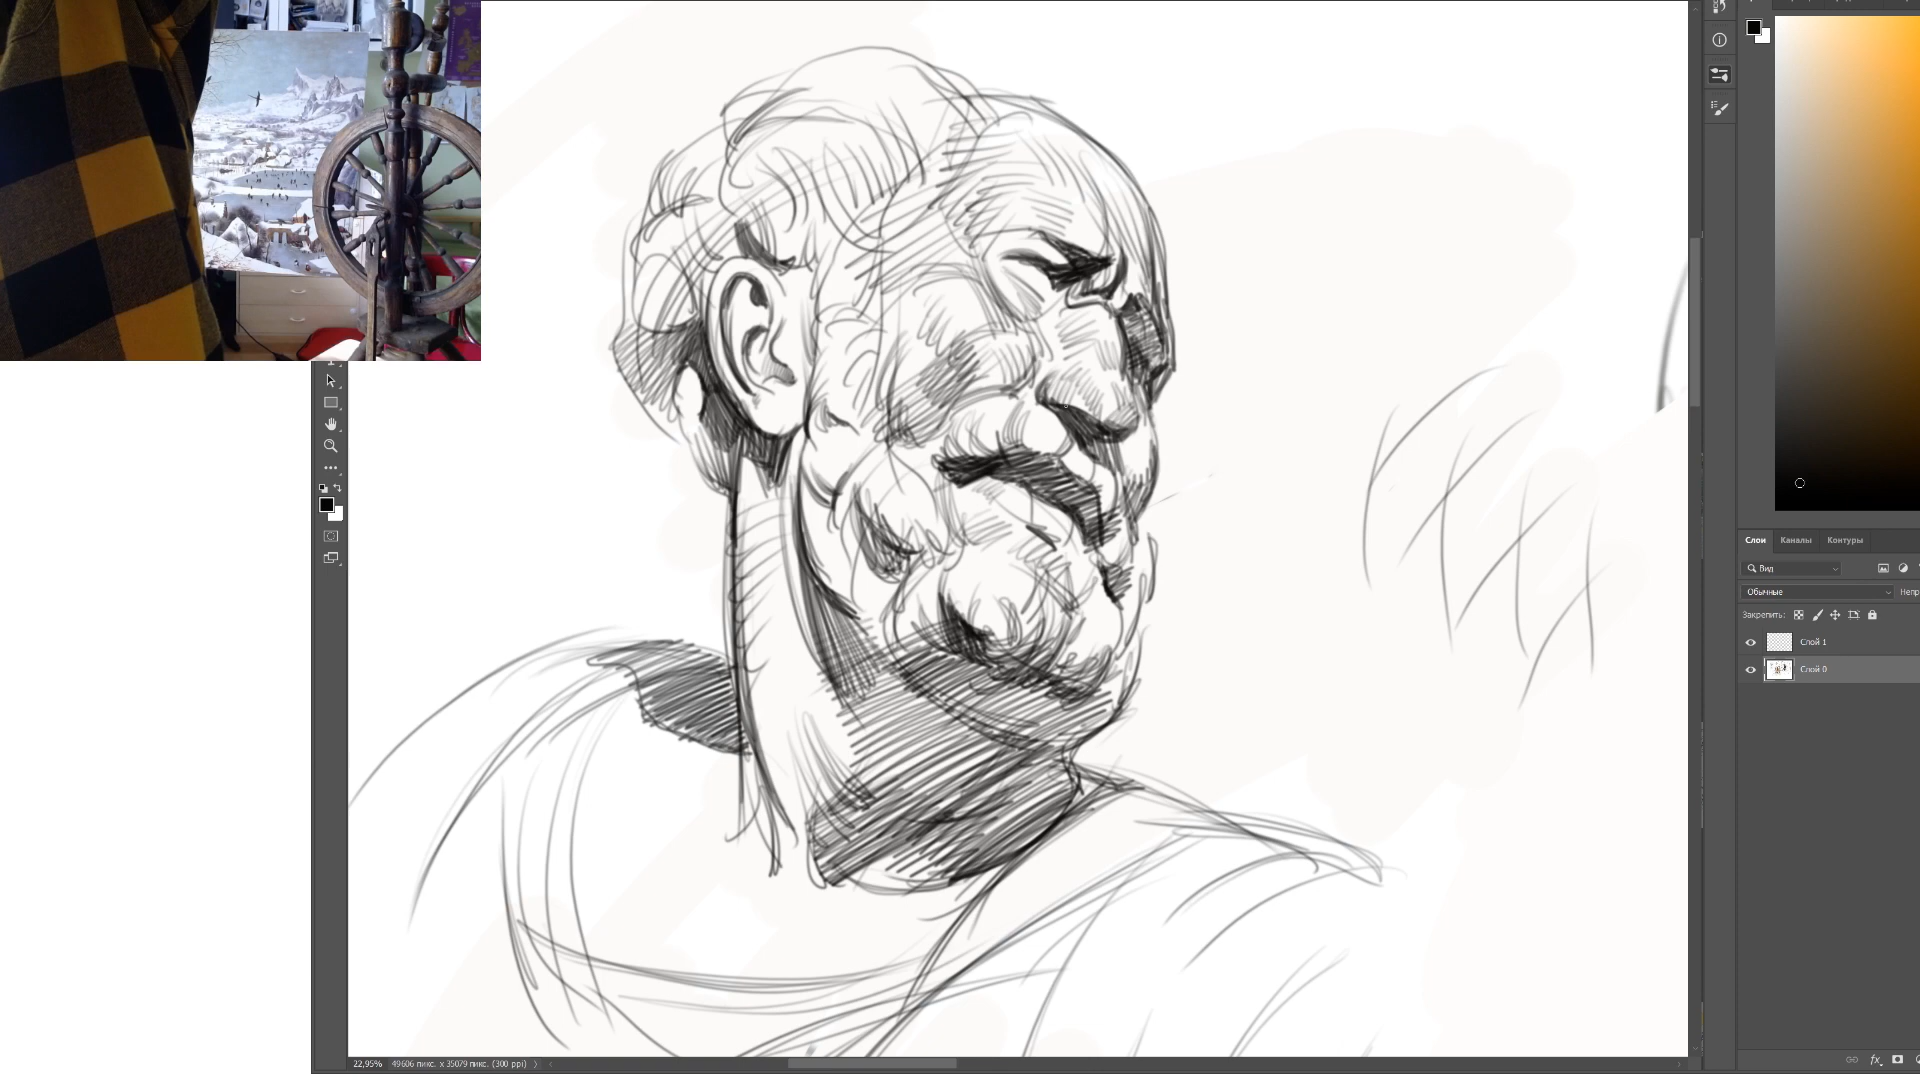 Слои Каналы Контуры
Вид
Обычные Непр
Закрепить:
Слой 1
Слой 0
22,95% 49606 пикс. x 35079 пикс. (300 ppi)
fx